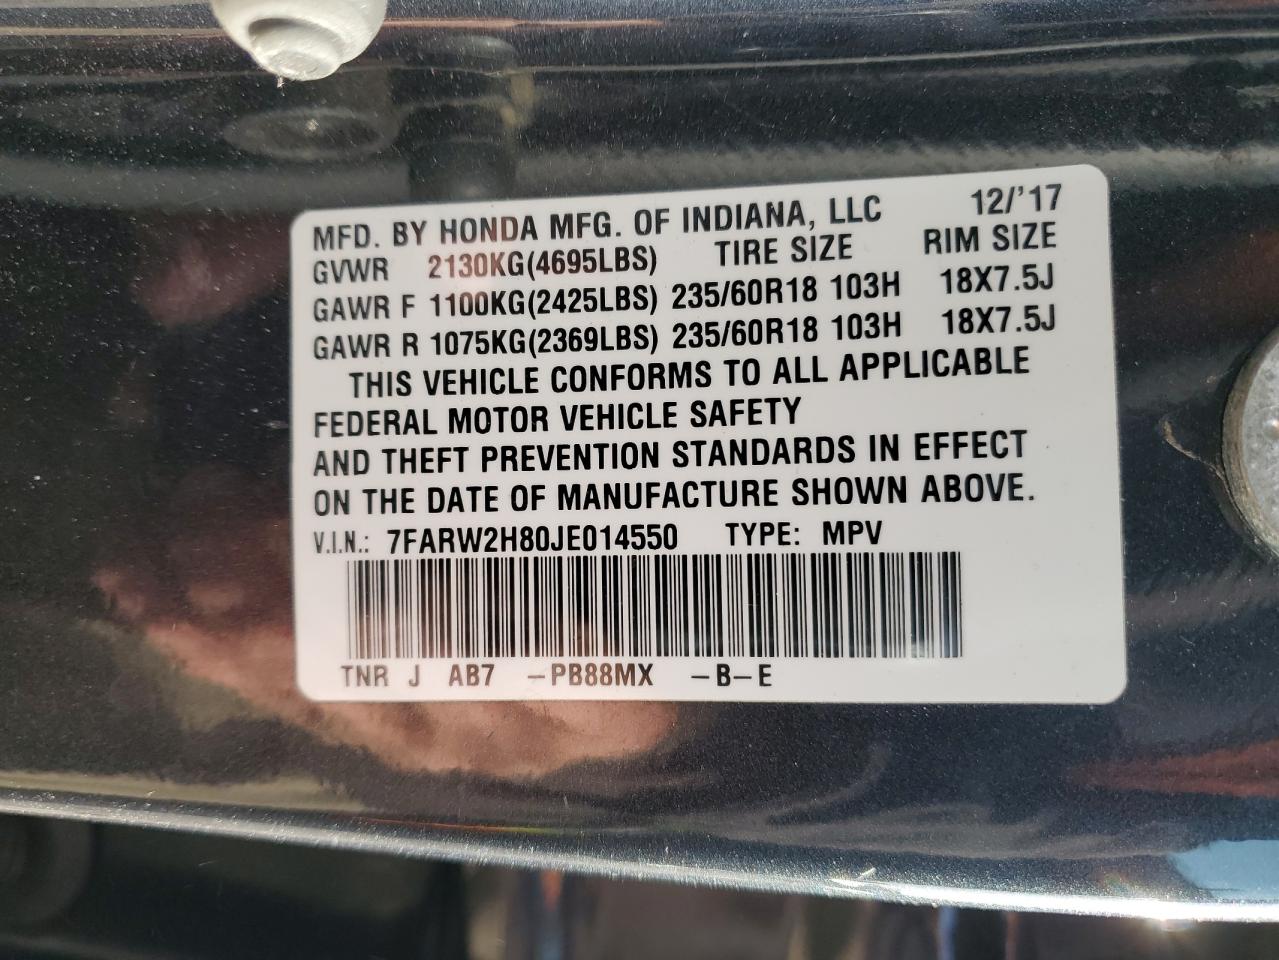 MFD. BY HONDA MFG. OF INDIANA, LLC 12/'17
GVWR 2130KG(4695LBS) TIRE SIZE RIM SIZE
GAWR F 1100KG(2425LBS) 235/60R18 103H 18X7.5J
GAWR R 1075KG(2369LBS) 235/60R18 103H 18X7.5J
THIS VEHICLE CONFORMS TO ALL APPLICABLE
FEDERAL MOTOR VEHICLE SAFETY
AND THEFT PREVENTION STANDARDS IN EFFECT
ON THE DATE OF MANUFACTURE SHOWN ABOVE.
V.I.N.: 7FARW2H80JE014550 TYPE: MPV
TNR J AB7 -PB88MX -B-E